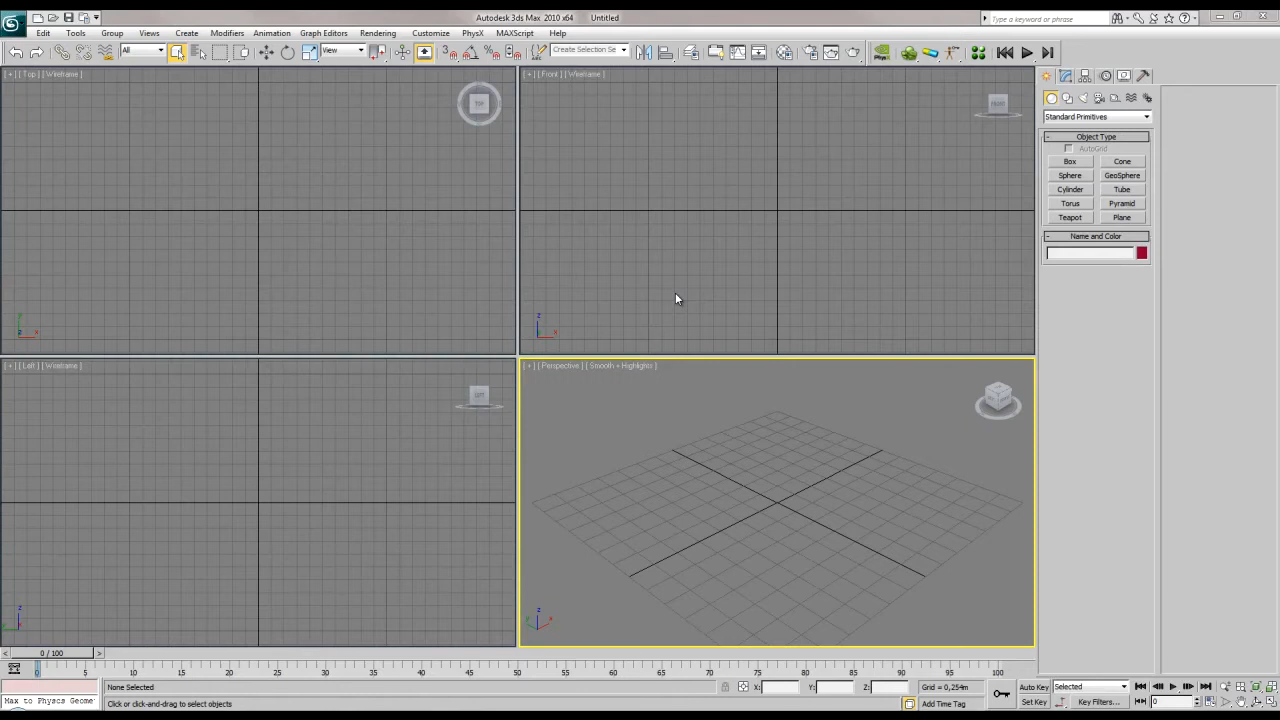 Autodesk 3ds Max 2010 x64 Untitled
Type a keyword or phrase
Edit Tools Group Views Create Modifiers Animation Graph Editors Rendering Customize PhysX MAXScript Help
All
View
Create Selection Se
[ + ] [ Top ] [ Wireframe ]
TOP
[ + ] [ Front ] [ Wireframe ]
FRONT
Standard Primitives
- Object Type
AutoGrid
Box Cone
Sphere GeoSphere
Cylinder Tube
Torus Pyramid
Teapot Plane
- Name and Color
y
z x
z
x
[ + ] [ Left ] [ Wireframe ]
LEFT
[ + ] [ Perspective ] [ Smooth + Highlights ]
z
y
z
y x
< 0 / 100 >
0 5 10 15 20 25 30 35 40 45 50 55 60 65 70 75 80 85 90 95 100
None Selected
X: Y: Z:
Grid = 0,254m
Auto Key
Selected
Max to Physcs Geome
Click or click-and-drag to select objects
Add Time Tag
Set Key
Key Filters...
0